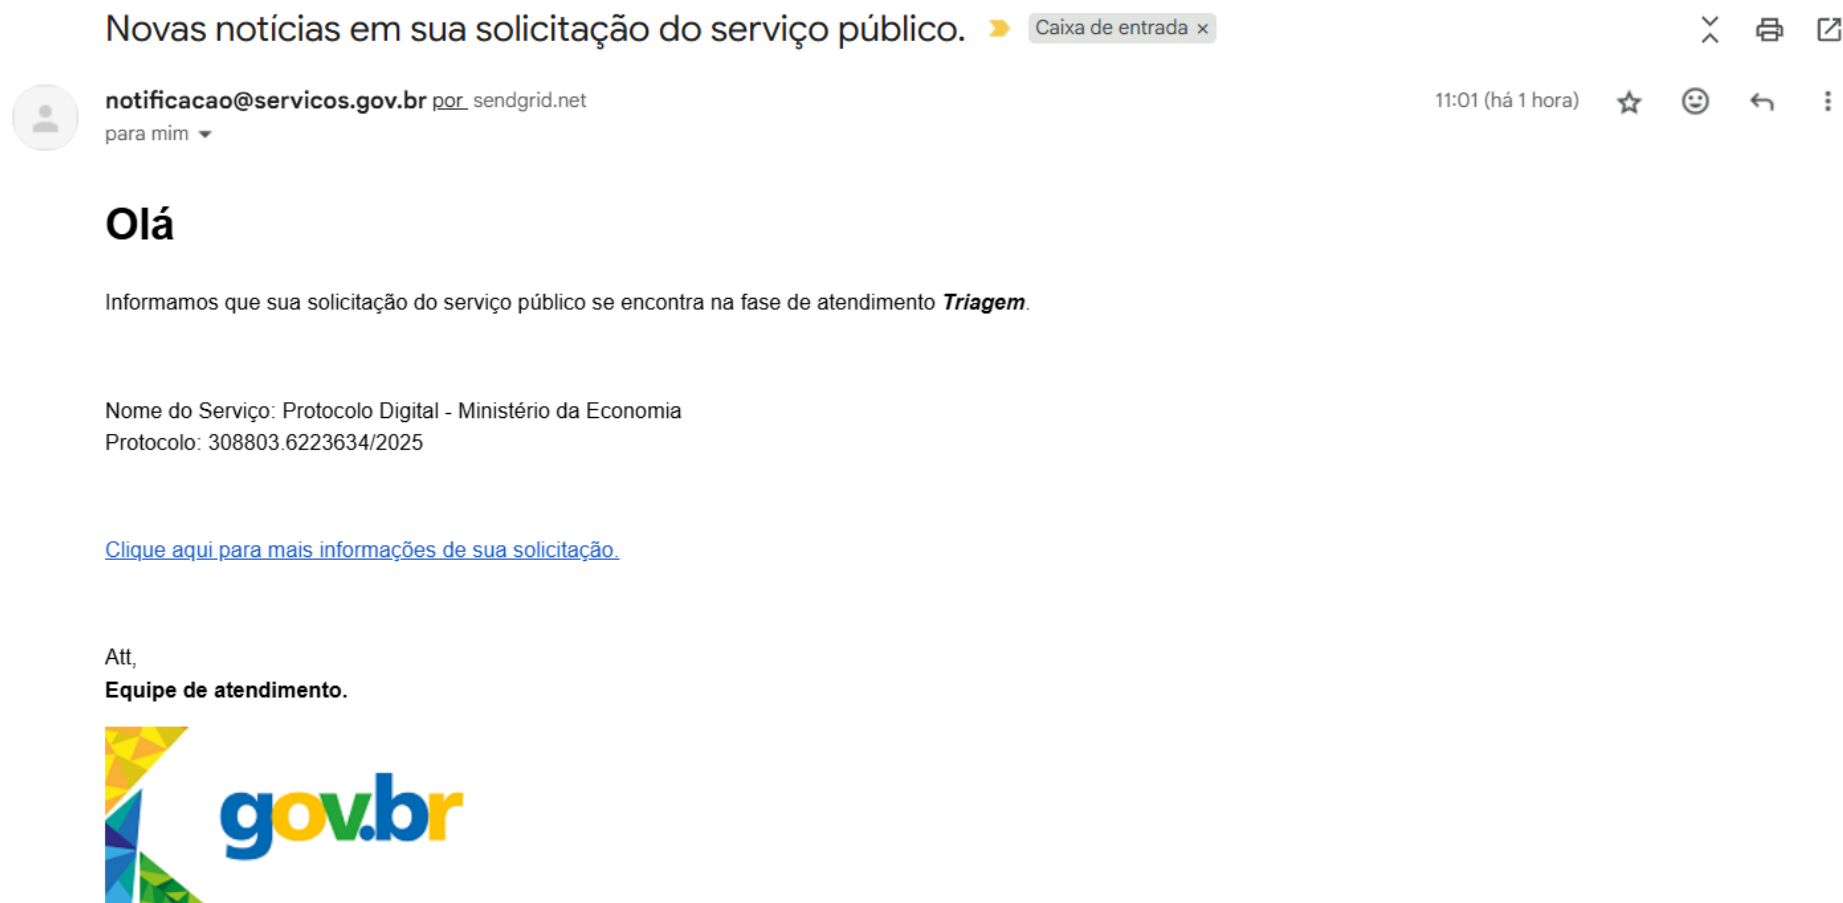 Novas notícias em sua solicitação do serviço público. Caixa de entrada ×
notificacao@servicos.gov.br por sendgrid.net 11:01 (há 1 hora)
para mim
Olá
Informamos que sua solicitação do serviço público se encontra na fase de atendimento Triagem.
Nome do Serviço: Protocolo Digital - Ministério da Economia
Protocolo: 308803.6223634/2025
Clique aqui para mais informações de sua solicitação.
Att,
Equipe de atendimento.
gov.br